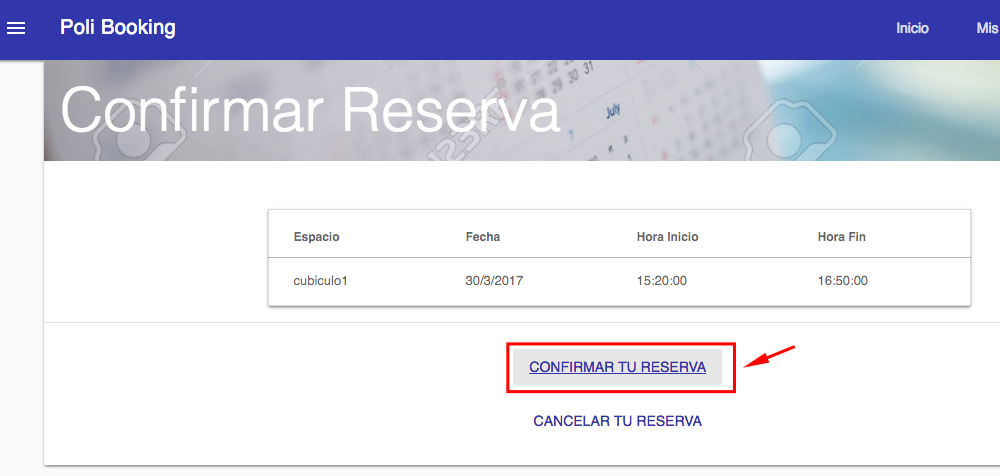 Poli Booking
Inicio
Mis
Confirmar Reserva
July
Espacio Fecha Hora Inicio Hora Fin
cubiculo1 30/3/2017 15:20:00 16:50:00
CONFIRMAR TU RESERVA
CANCELAR TU RESERVA